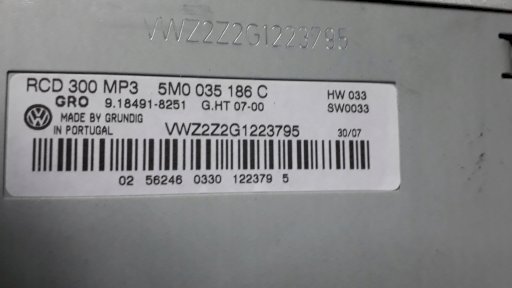 VWZ2Z2G1223795
RCD 300 MP3 5M0 035 186 C HW 033
GRO 9.18491-8251 G.HT 07-00 SW0033
MADE BY GRUNDIG
IN PORTUGAL VWZ2Z2G1223795 30/07
02 56246 0330 122379 5